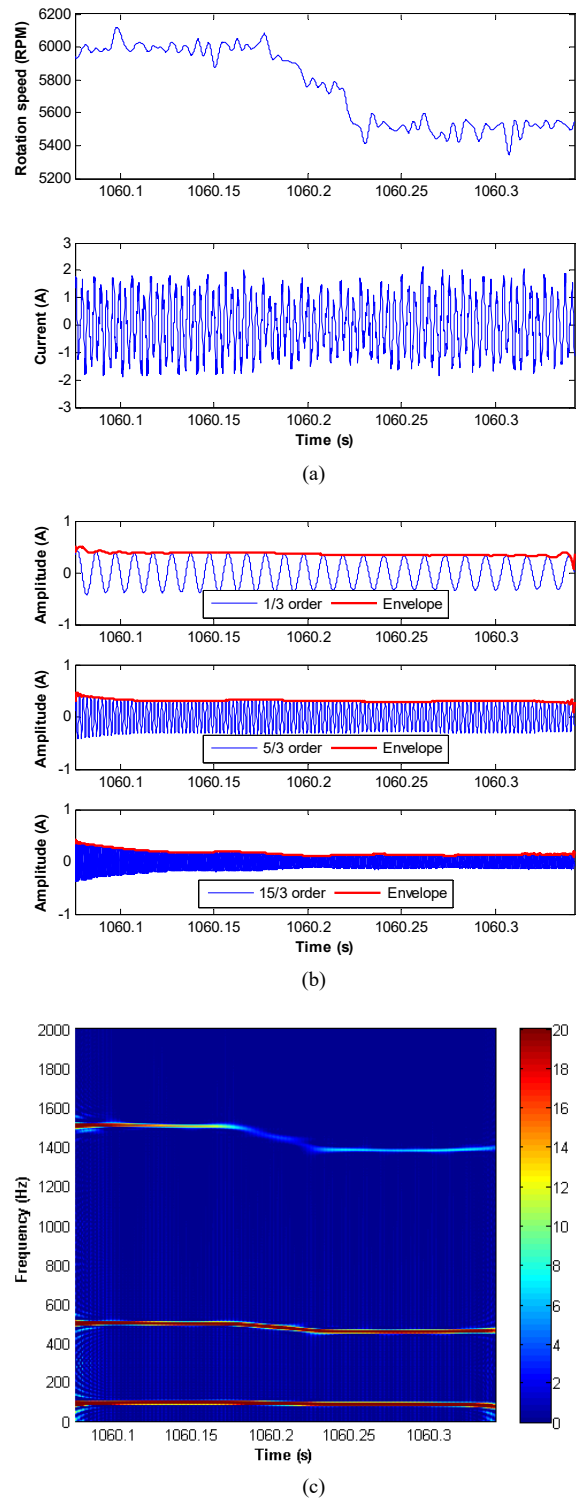 6000
5800
5600
5400
5200
Rotation speed (RPM)
1060.1 1060.15 1060.2 1060.25 1060.3
3
2
1
0
-1
-2
-3
Current (A)
1060.1 1060.15 1060.2 1060.25 1060.3
Time (s)
(a)
1
0
-1
Amplitude (A)
1/3 order Envelope
1060.1 1060.15 1060.2 1060.25 1060.3
1
0
-1
Amplitude (A)
5/3 order Envelope
1060.1 1060.15 1060.2 1060.25 1060.3
1
0
-1
Amplitude (A)
15/3 order Envelope
1060.1 1060.15 1060.2 1060.25 1060.3
Time (s)
(b)
2000
1800
1600
1400
1200
1000
800
600
400
200
0
Frequency (Hz)
1060.1 1060.15 1060.2 1060.25 1060.3
Time (s)
20
18
16
14
12
10
8
6
4
2
0
(c)